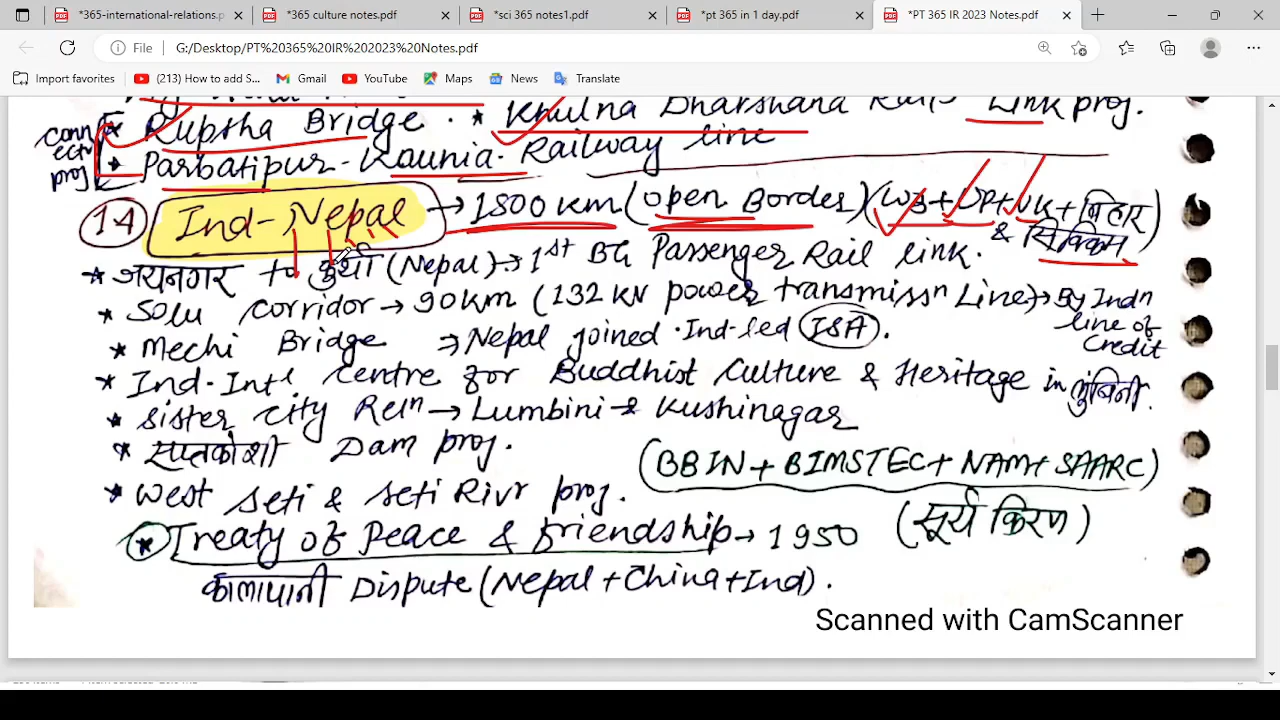 *365-international-relations.p
*365 culture notes.pdf
*sci 365 notes1.pdf
*pt 365 in 1 day.pdf
*PT 365 IR 2023 Notes.pdf
File
G:/Desktop/PT%20365%20IR%202023%20Notes.pdf
Import favorites
(213) How to add S...
Gmail
YouTube
Maps
News
Translate
conn ect proj
* Rupsha Bridge. * Khulna Dharshana Rail Link proj.
* Parbatipur-Kaunia Railway line
14 Ind-Nepal → 1800 km (open Border) (WB + UP + UK + बिहार & सिक्किम)
* जयनगर to कुर्था (Nepal) → 1st BG Passenger Rail link.
* Solu corridor → 90km (132 KN power transmissn Line) → By Indn line of Credit
* Mechi Bridge ⇒ Nepal joined Ind-led ISA.
* Ind-Intl centre for Buddhist Culture & Heritage in लुंबिनी.
* Sister city Reln → Lumbini & Kushinagar
* सप्तकोशी Dam proj.
(BBIN + BIMSTEC + NAM + SAARC)
* West Seti & Seti Rivr proj.
(सूर्य किरण)
* Treaty of Peace & friendship → 1950
कालापानी Dispute (Nepal + China + Ind).
Scanned with CamScanner